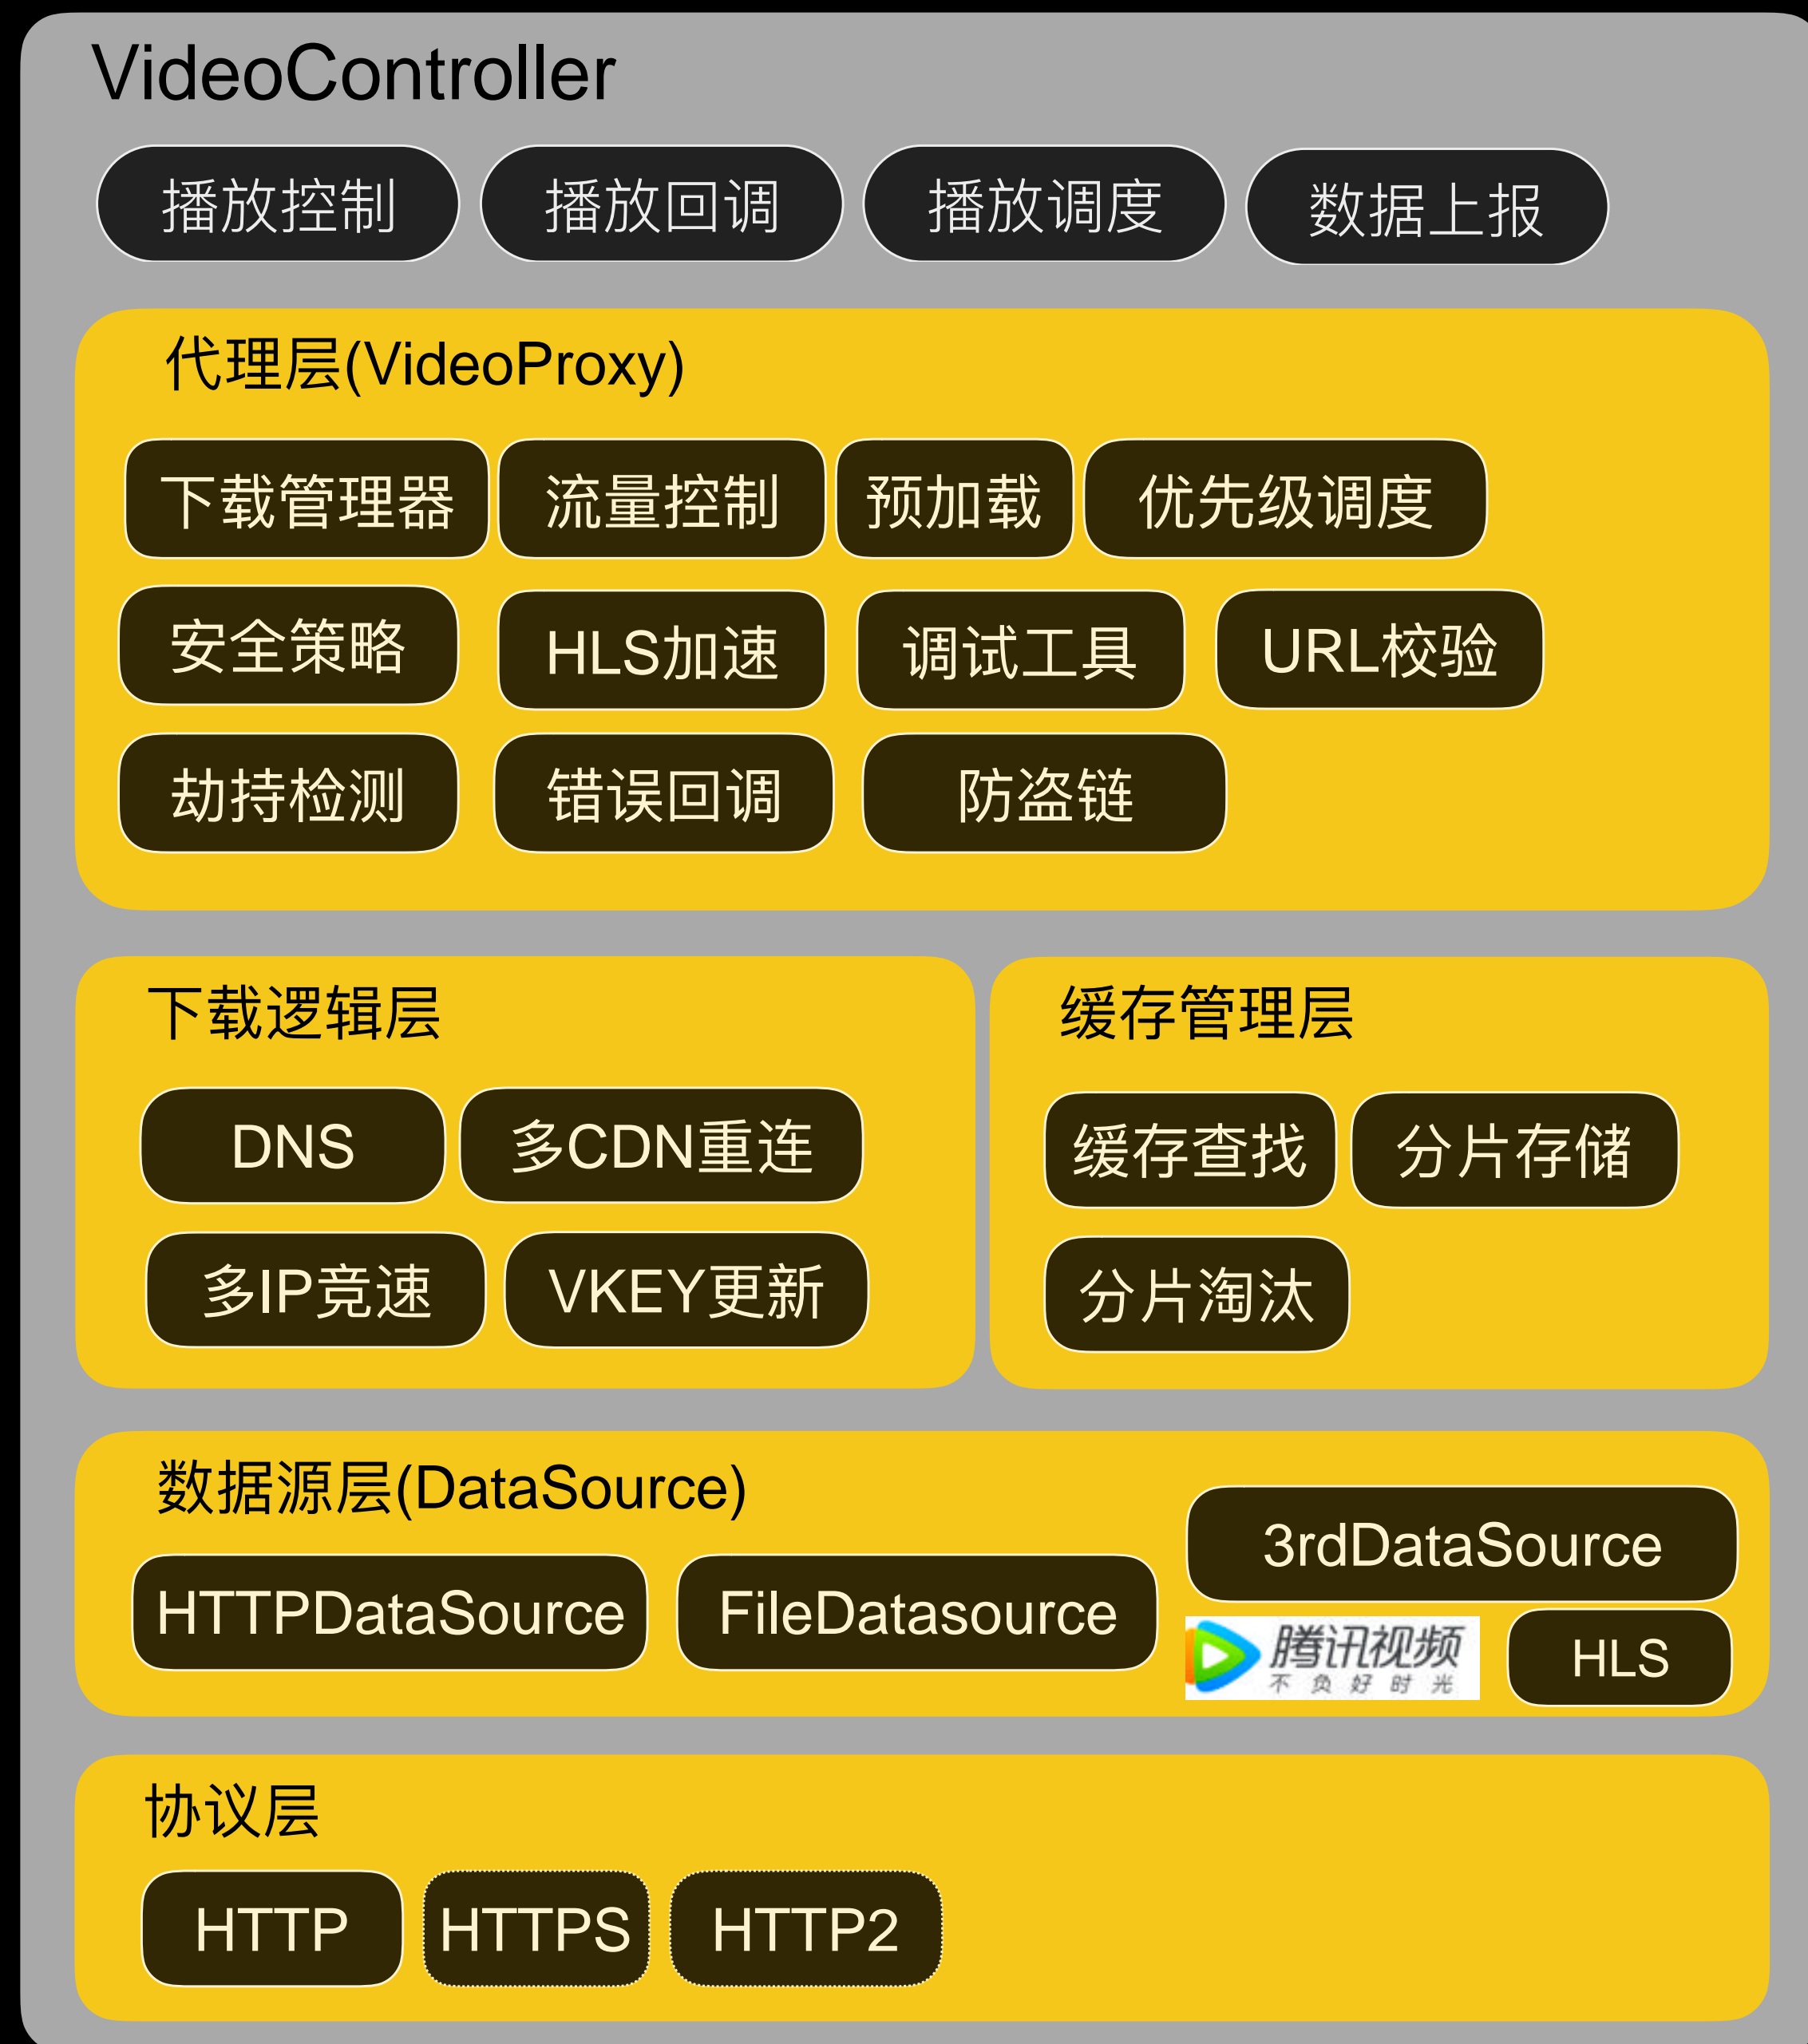 VideoController
播放控制 播放回调 播放调度 数据上报
代理层(VideoProxy)
下载管理器 流量控制 预加载 优先级调度
安全策略 HLS加速 调试工具 URL校验
劫持检测 错误回调 防盗链
下载逻辑层
DNS 多CDN重连
多IP竞速 VKEY更新
缓存管理层
缓存查找 分片存储
分片淘汰
数据源层(DataSource)
HTTPDataSource FileDatasource 3rdDataSource
腾讯视频
不负好时光
HLS
协议层
HTTP HTTPS HTTP2